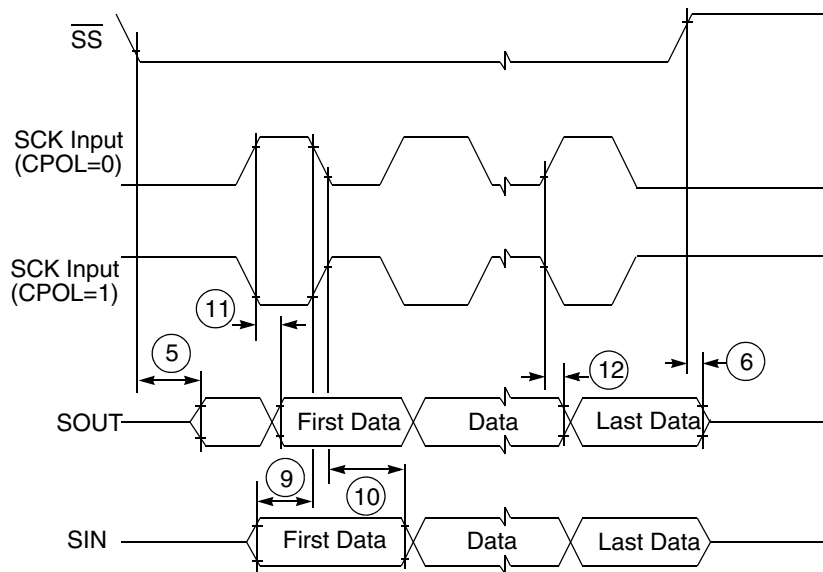 S̅S̅
SCK Input
(CPOL=0)
SCK Input
(CPOL=1)
11
5
12
6
SOUT
First Data
Data
Last Data
9
10
SIN
First Data
Data
Last Data